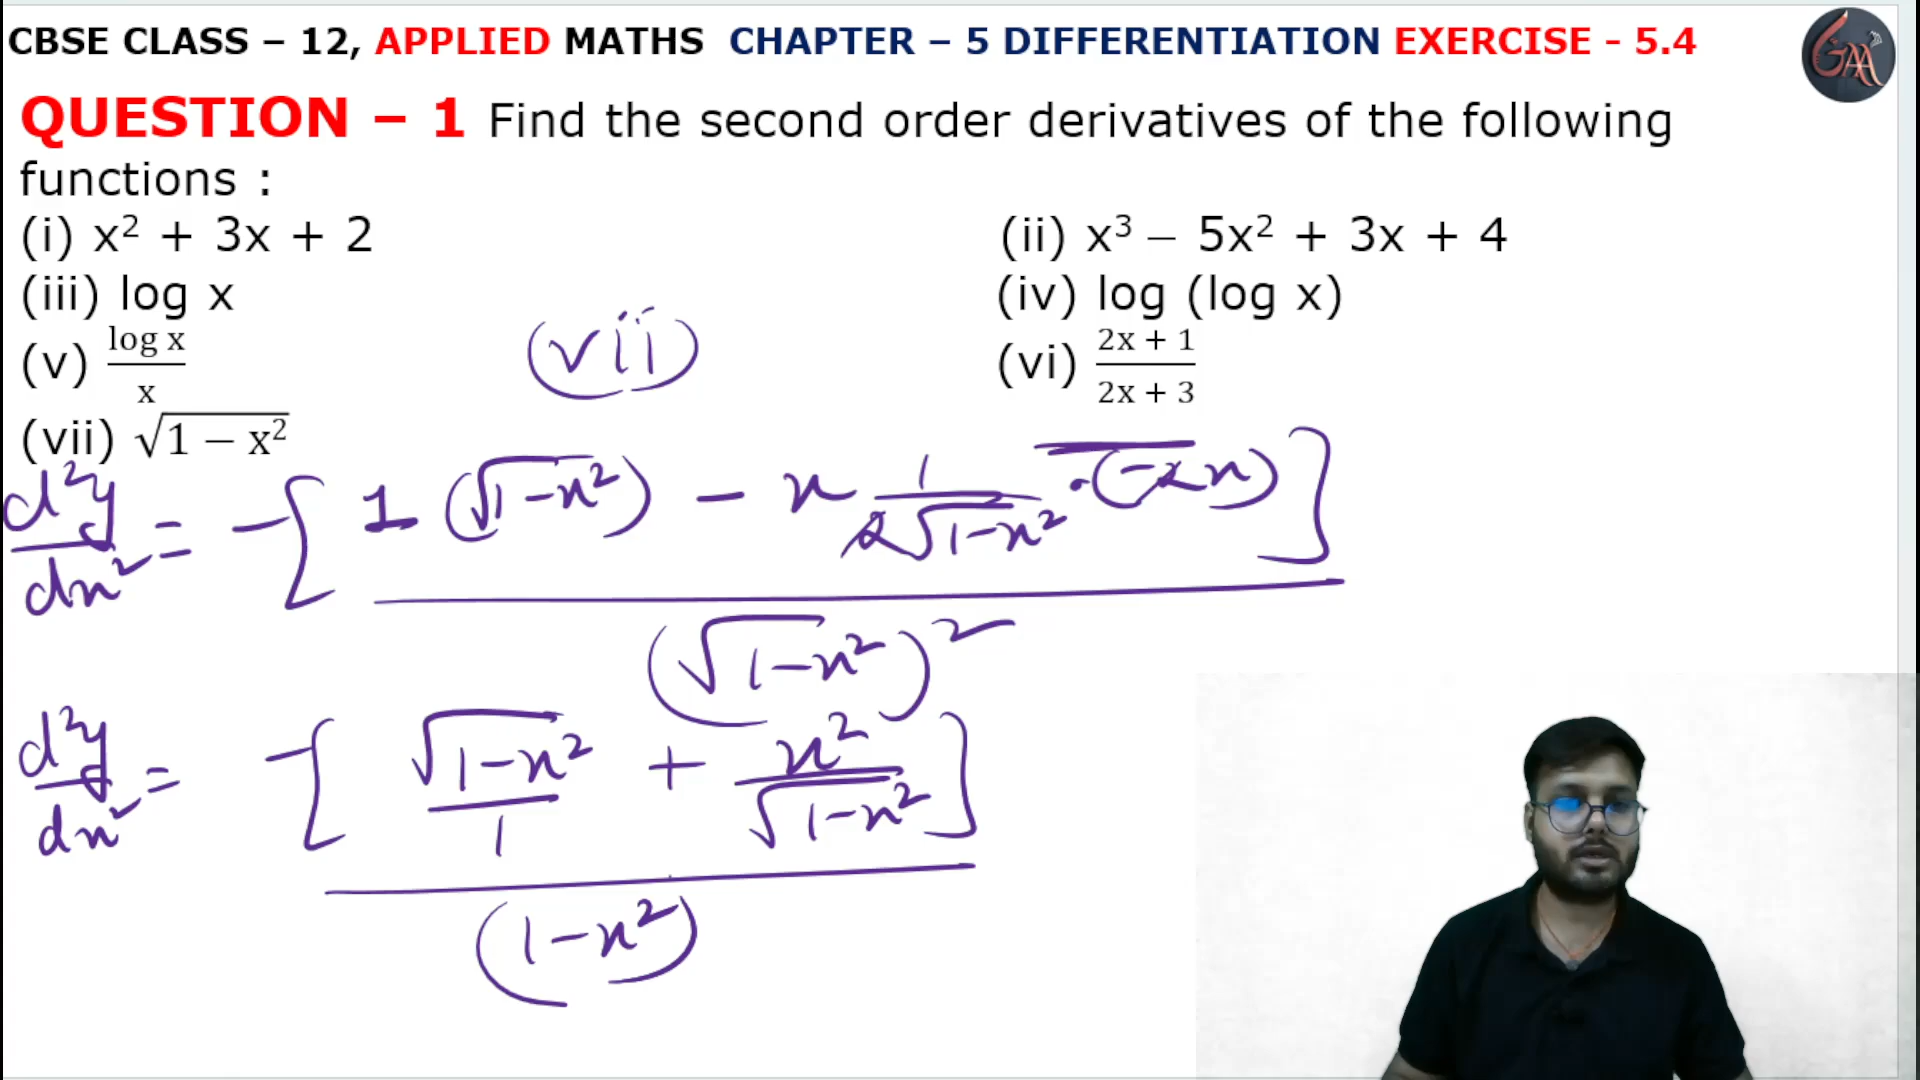 CBSE CLASS – 12, APPLIED MATHS CHAPTER – 5 DIFFERENTIATION EXERCISE - 5.4
QUESTION – 1 Find the second order derivatives of the following
functions :
(i) x² + 3x + 2 (ii) x³ – 5x² + 3x + 4
(iii) log x (iv) log (log x)
(v) log x / x (vi) 2x + 1 / 2x + 3
(vii)
(vii) √1 – x²
d²y/dx² = -[1(√1-x²) - x 1/2√1-x² · (-2x)] / (√1-x²)²
d²y/dx² = -[√1-x²/1 + x²/√1-x²] / (1-x²)